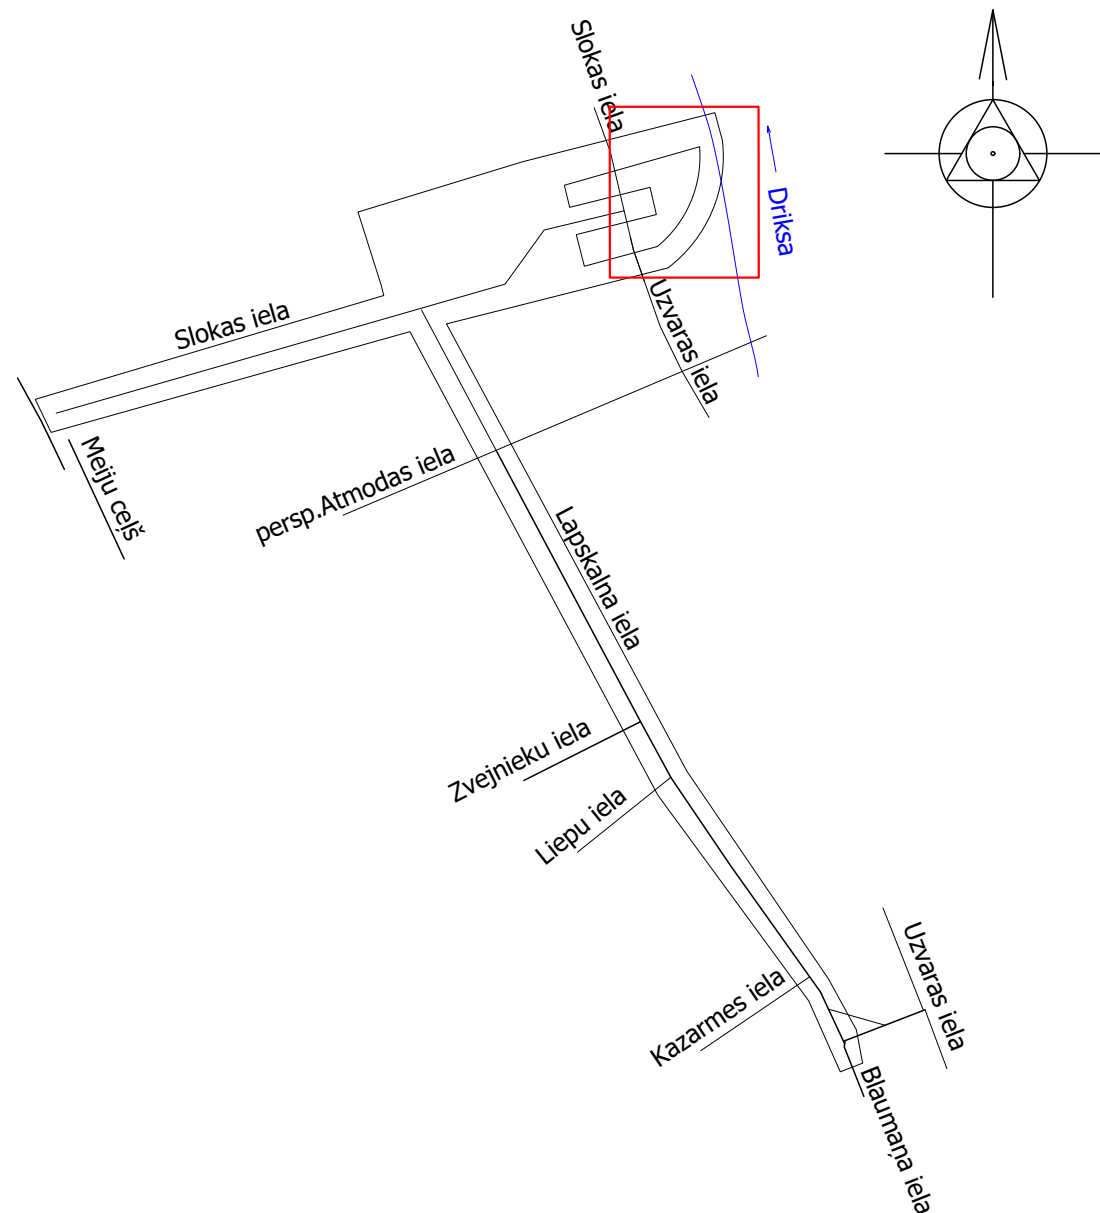 Slokas iela
Driksa
Slokas iela
Uzvaras iela
Meiju ceļš
persp.Atmodas iela
Lapskalna iela
Zvejnieku iela
Liepu iela
Uzvaras iela
Kazarmes iela
Blaumaņa iela